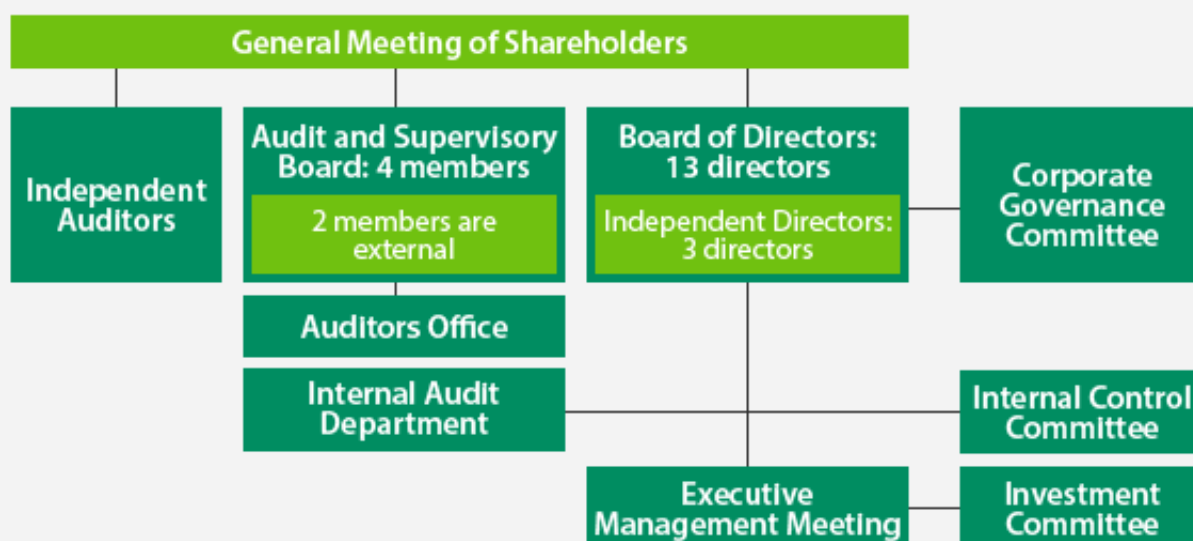 General Meeting of Shareholders
Independent
Auditors
Audit and Supervisory
Board: 4 members
2 members are
external
Board of Directors:
13 directors
Independent Directors:
3 directors
Corporate
Governance
Committee
Auditors Office
Internal Audit
Department
Internal Control
Committee
Executive
Management Meeting
Investment
Committee